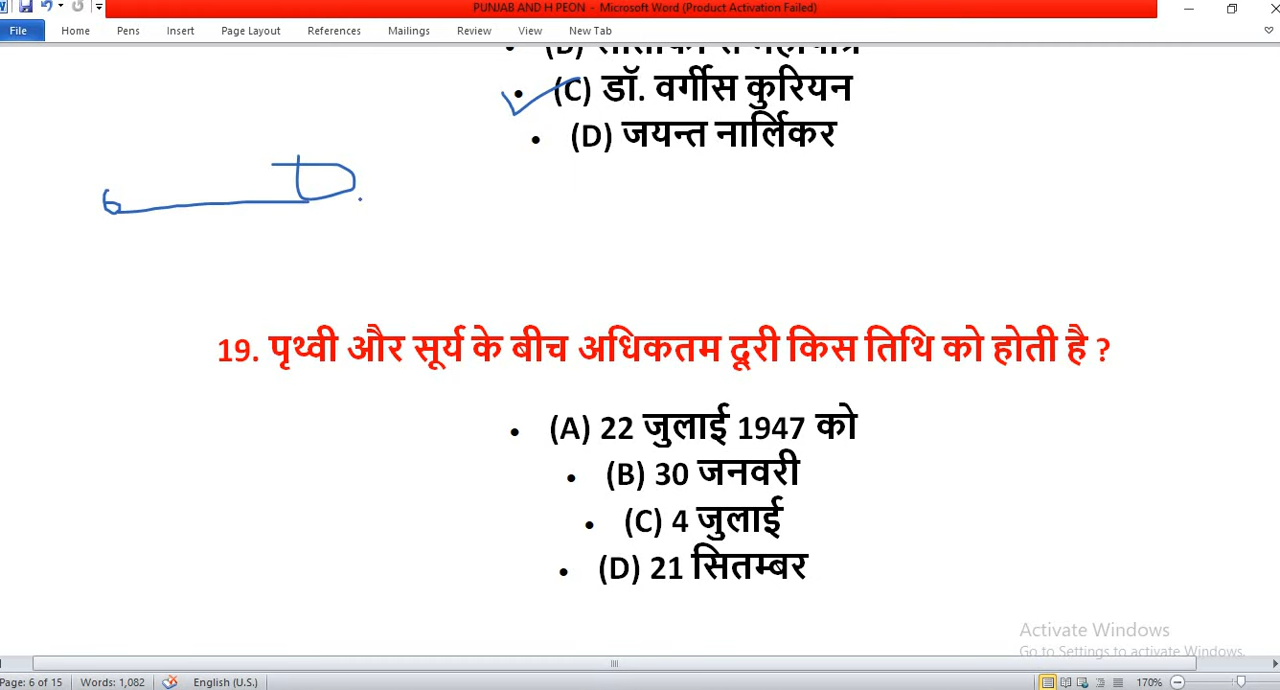 PUNJAB AND H PEON - Microsoft Word (Product Activation Failed)
File Home Pens Insert Page Layout References Mailings Review View New Tab
(C) डॉ. वर्गीस कुरियन
(D) जयन्त नार्लिकर
19. पृथ्वी और सूर्य के बीच अधिकतम दूरी किस तिथि को होती है ?
(A) 22 जुलाई 1947 को
(B) 30 जनवरी
(C) 4 जुलाई
(D) 21 सितम्बर
Activate Windows
Go to Settings to activate Windows.
Page: 6 of 15 Words: 1,082 English (U.S.) 170%